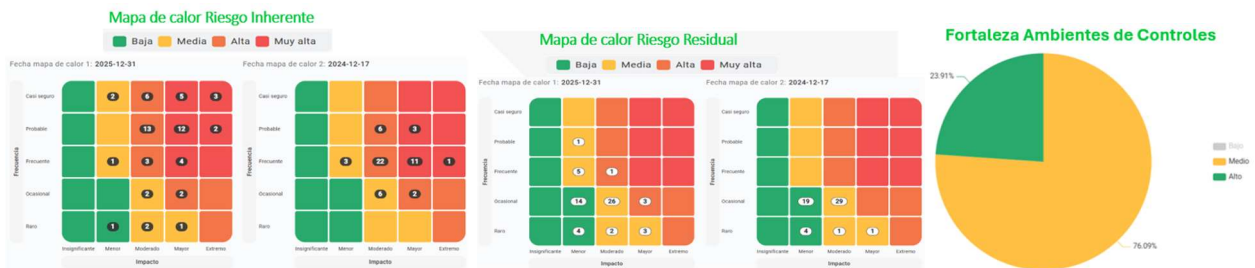 Mapa de calor Riesgo Inherente
Baja Media Alta Muy alta
Fecha mapa de calor 1: 2025-12-31
Frecuencia
Casi seguro 2 6 5 3
Probable 13 12 2
Frecuente 1 3 4
Ocasional 2 2
Raro 1 2 1
Insignificante Menor Moderado Mayor Extremo
Impacto
Fecha mapa de calor 2: 2024-12-17
6 3
3 22 11 1
6 2
Insignificante Menor Moderado Mayor Extremo
Impacto
Mapa de calor Riesgo Residual
Baja Media Alta Muy alta
Fecha mapa de calor 1: 2025-12-31
Frecuencia
Casi seguro
Probable 1
Frecuente 5 1
Ocasional 14 26 3
Raro 4 2 3
Insignificante Menor Moderado Mayor Extremo
Impacto
Fecha mapa de calor 2: 2024-12-17
Frecuencia
Casi seguro
Probable
Frecuente
Ocasional 19 29
Raro 4 1 1
Insignificante Menor Moderado Mayor Extremo
Impacto
Fortaleza Ambientes de Controles
23.91%
76.09%
Bajo
Medio
Alto